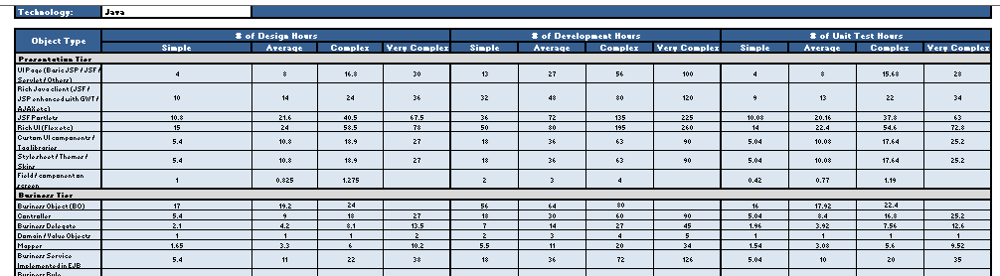 Technology: Java
Object Type # of Design Hours # of Development Hours # of Unit Test Hours
Simple Average Complex Very Complex Simple Average Complex Very Complex Simple Average Complex Very Complex
Presentation Tier
UI Page (Basic JSP / JSF /
Servlet / Others) 4 8 16.8 30 13 27 56 100 4 8 15.68 28
Rich Java client (JSF /
JSP enhanced with GWT /
AJAX etc) 10 14 24 36 32 48 80 120 9 13 22 34
JSF Portlets 10.8 21.6 40.5 67.5 36 72 135 225 10.08 20.16 37.8 63
Rich UI (Flex etc) 15 24 58.5 78 50 80 195 260 14 22.4 54.6 72.8
Custom UI components /
Tag libraries 5.4 10.8 18.9 27 18 36 63 90 5.04 10.08 17.64 25.2
Stylesheet / Themes /
Skins 5.4 10.8 18.9 27 18 36 63 90 5.04 10.08 17.64 25.2
Field / component on
screen 1 0.825 1.275 2 3 4 0.42 0.77 1.19
Business Tier
Business Object (BO) 17 19.2 24 56 64 80 16 17.92 22.4
Controller 5.4 9 18 27 18 30 60 90 5.04 8.4 16.8 25.2
Business Delegate 2.1 4.2 8.1 13.5 7 14 27 45 1.96 3.92 7.56 12.6
Domain / Value Objects 1 1 1 2 2 3 4 5 1 1 1 1
Mapper 1.65 3.3 6 10.2 5.5 11 20 34 1.54 3.08 5.6 9.52
Business Service
Implemented in EJB 5.4 11 22 38 18 36 72 126 5.04 10 20 35
Business Rule